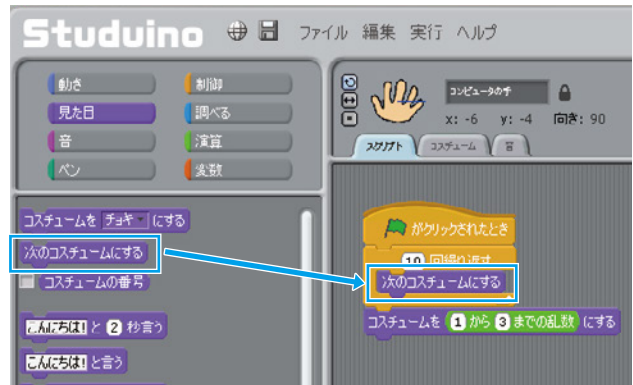 Studuino ファイル 編集 実行 ヘルプ
動き 制御
見た目 調べる
音 演算
ペン 変数
コンピュータの手
x: -6 y: -4 向き: 90
スクリプト コスチューム 音
コスチュームを チョキ にする
次のコスチュームにする
コスチュームの番号
こんにちは! と 2 秒言う
こんにちは! と言う
がクリックされたとき
10 回繰り返す
次のコスチュームにする
コスチュームを 1 から 3 までの乱数 にする